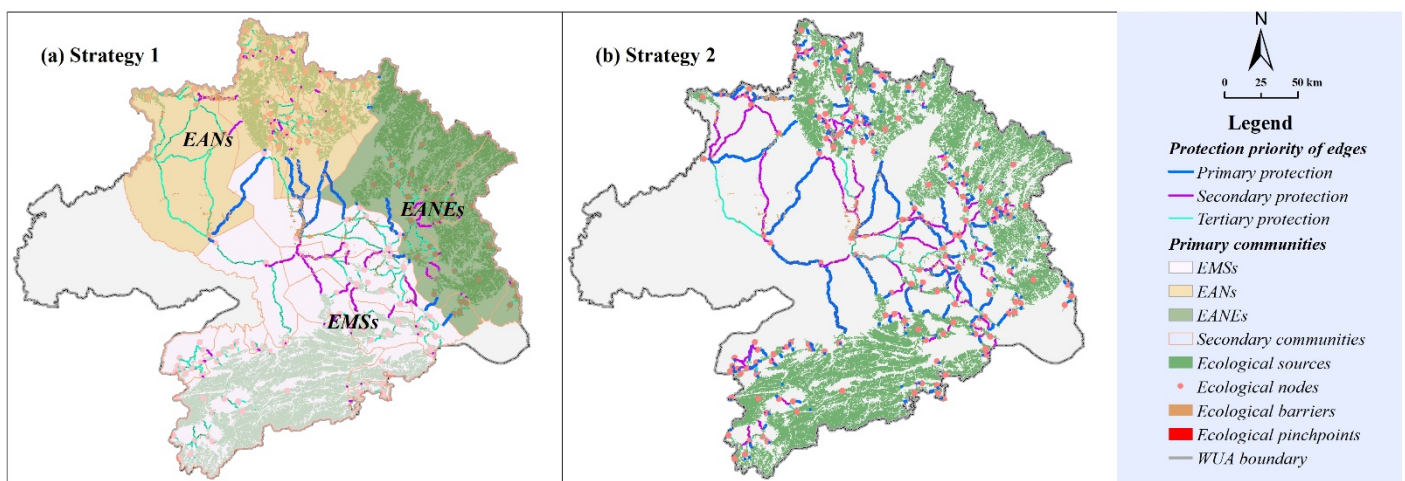 (a) Strategy 1
EANs
EANEs
EMSs
(b) Strategy 2
N
0 25 50 km
Legend
Protection priority of edges
Primary protection
Secondary protection
Tertiary protection
Primary communities
EMSs
EANs
EANEs
Secondary communities
Ecological sources
Ecological nodes
Ecological barriers
Ecological pinchpoints
WUA boundary